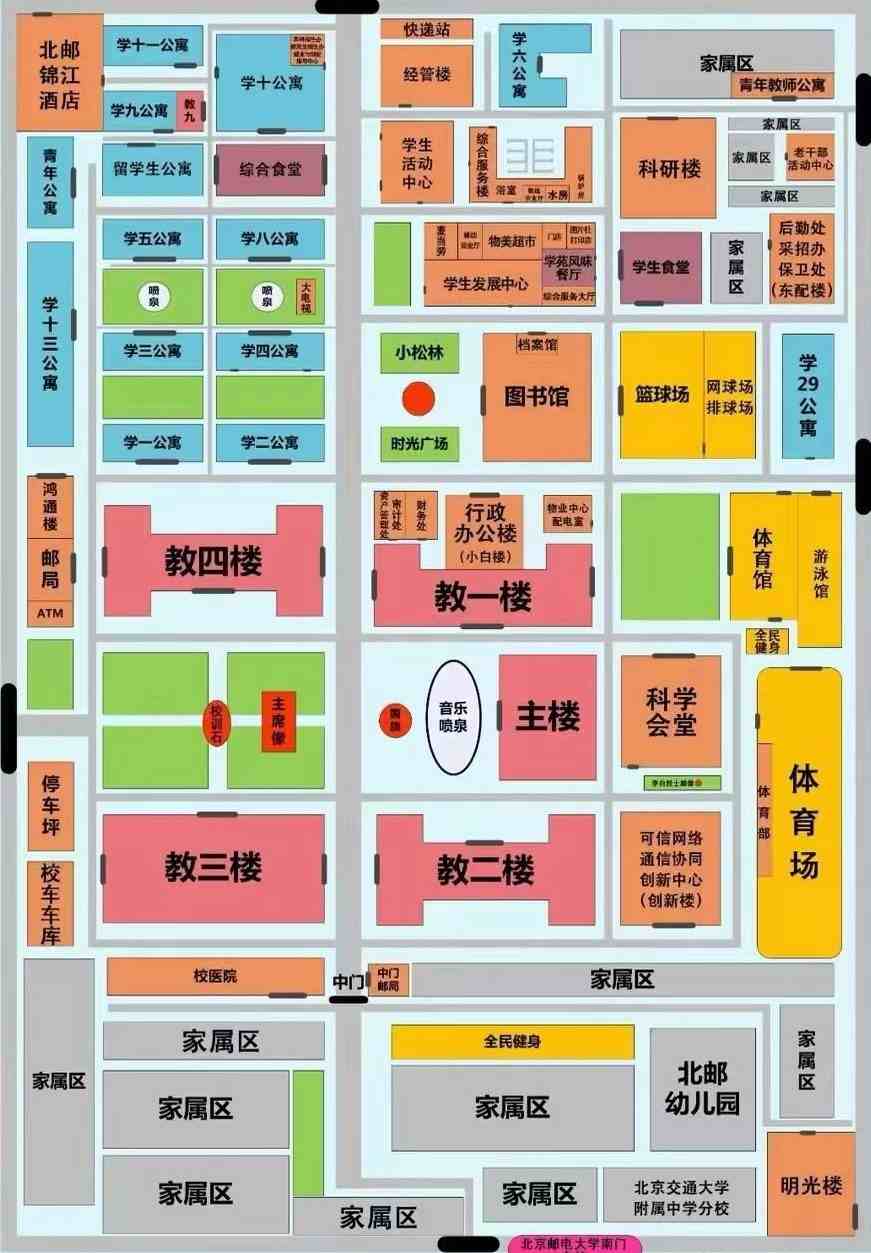 北邮
锦江
酒店
学十一公寓
学十公寓
学九公寓
教九
快递站
经管楼
学六公寓
家属区
青年教师公寓
青年公寓
留学生公寓
综合食堂
学生
活动
中心
综合服务楼
浴室
水房
锅炉房
科研楼
家属区
家属区
老干部
活动中心
家属区
学五公寓
学八公寓
麦当劳
物美超市
门店
学生发展中心
学苑风味
餐厅
综合服务大厅
学生食堂
家属区
后勤处
采招办
保卫处
(东配楼)
学十三公寓
喷泉
喷泉
大电视
学三公寓
学四公寓
学一公寓
学二公寓
小松林
时光广场
档案馆
图书馆
篮球场
网球场
排球场
学29公寓
鸿通楼
邮局
ATM
教四楼
资产管理处
审计处
财务处
行政
办公楼
(小白楼)
物业中心
配电室
教一楼
体育馆
游泳馆
全民
健身
校训石
主席像
国旗
音乐
喷泉
主楼
科学
会堂
停车坪
校车车库
教三楼
教二楼
可信网络
通信协同
创新中心
(创新楼)
体育部
体育场
校医院
中门
中门
邮局
家属区
家属区
家属区
全民健身
家属区
家属区
家属区
北邮
幼儿园
家属区
家属区
家属区
家属区
北京交通大学
附属中学分校
明光楼
北京邮电大学南门